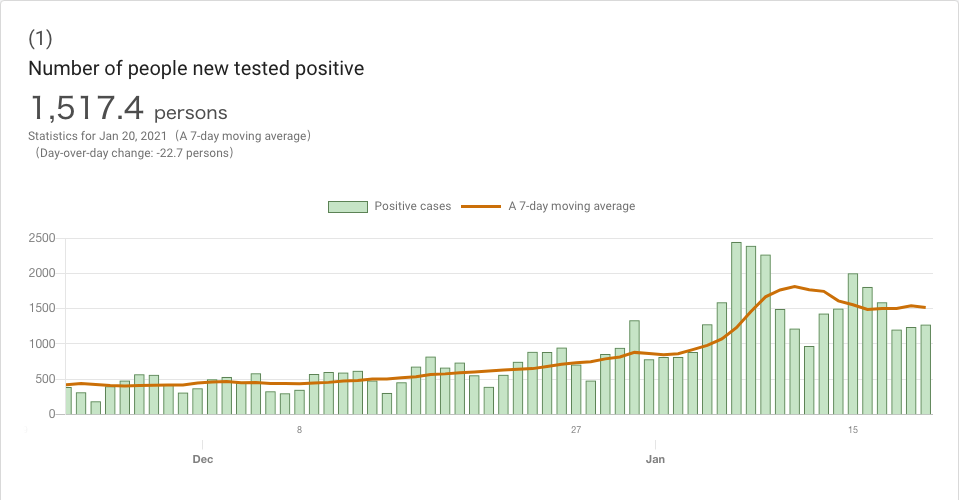 (1)
Number of people new tested positive
1,517.4 persons
Statistics for Jan 20, 2021（A 7-day moving average）
（Day-over-day change: -22.7 persons）
Positive cases A 7-day moving average
2500
2000
1500
1000
500
0
8 27 15
Dec Jan